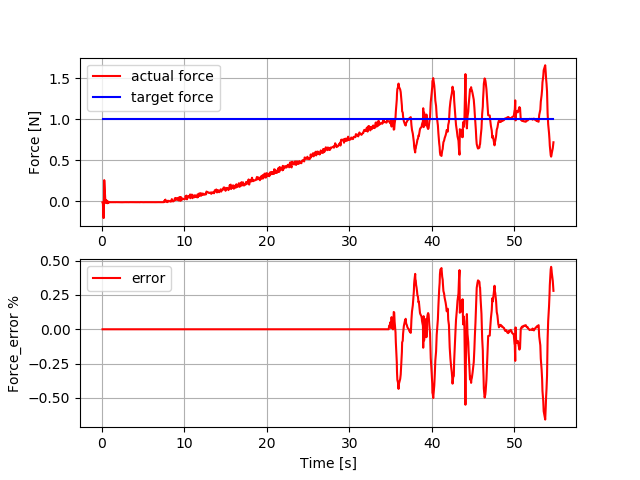 actual force
target force
Force [N]
1.5
1.0
0.5
0.0
0 10 20 30 40 50
error
Force_error %
0.50
0.25
0.00
−0.25
−0.50
0 10 20 30 40 50
Time [s]